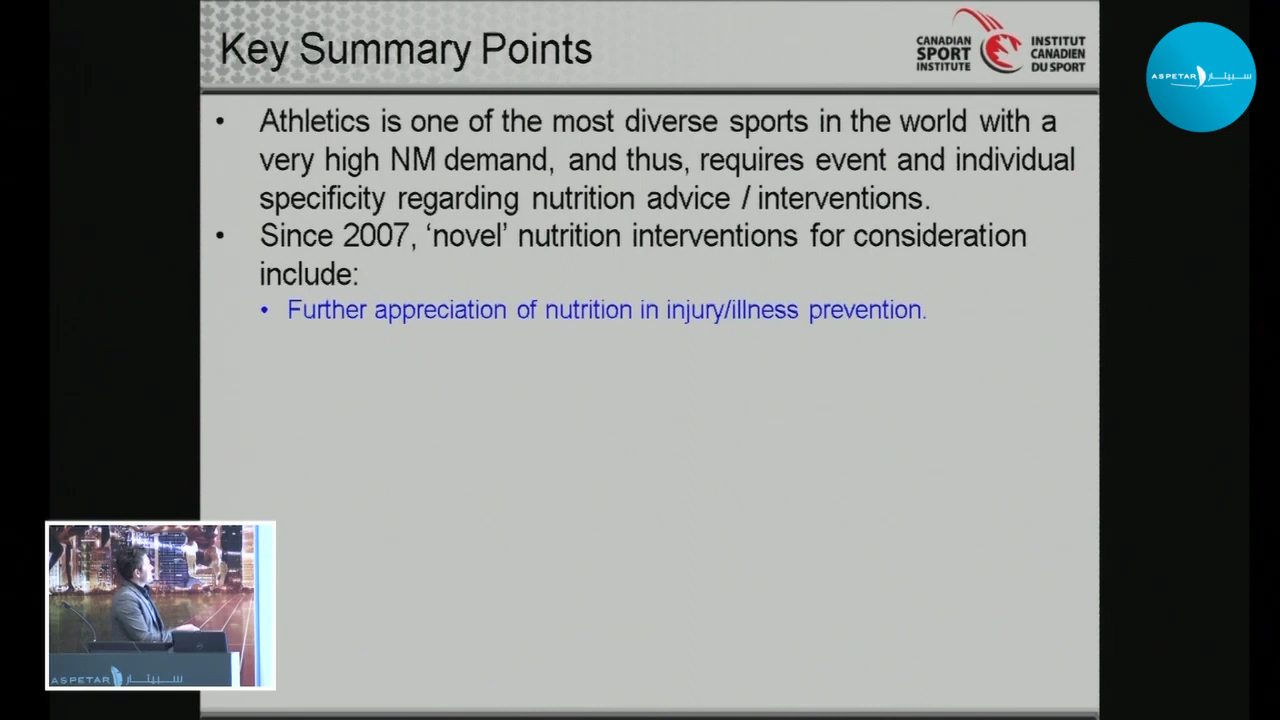 Key Summary Points
CANADIAN
SPORT
INSTITUTE
INSTITUT
CANADIEN
DU SPORT
ASPETAR سبيتار
• Athletics is one of the most diverse sports in the world with a
very high NM demand, and thus, requires event and individual
specificity regarding nutrition advice / interventions.
• Since 2007, ‘novel’ nutrition interventions for consideration
include:
• Further appreciation of nutrition in injury/illness prevention.
ASPETAR سبيتار